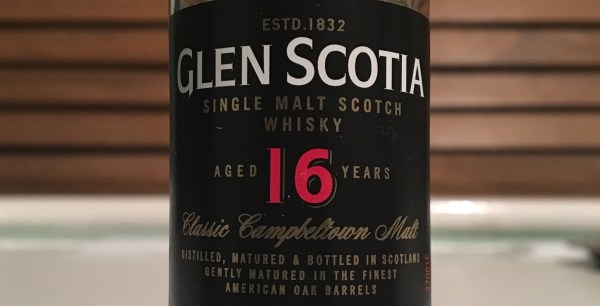 ESTD.1832
GLEN SCOTIA
SINGLE MALT SCOTCH
WHISKY
AGED 16 YEARS
Classic Campbeltown Malt
DISTILLED, MATURED & BOTTLED IN SCOTLAND
GENTLY MATURED IN THE FINEST
AMERICAN OAK BARRELS